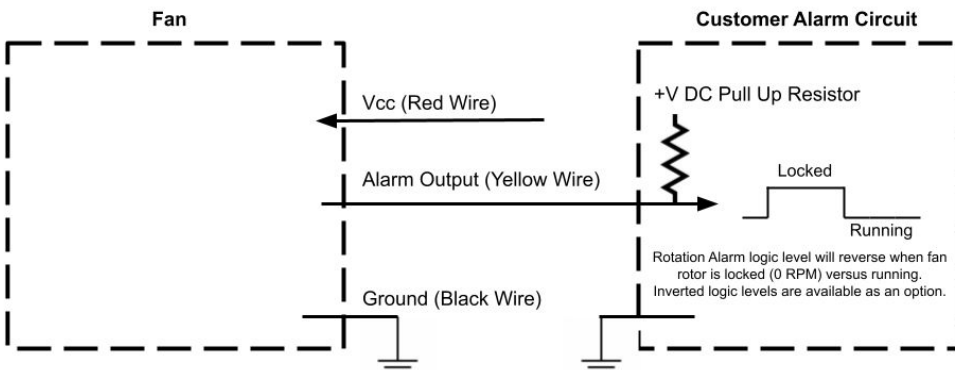 Fan
Customer Alarm Circuit
Vcc (Red Wire)
+V DC Pull Up Resistor
Alarm Output (Yellow Wire)
Locked
Running
Rotation Alarm logic level will reverse when fan
rotor is locked (0 RPM) versus running.
Inverted logic levels are available as an option.
Ground (Black Wire)